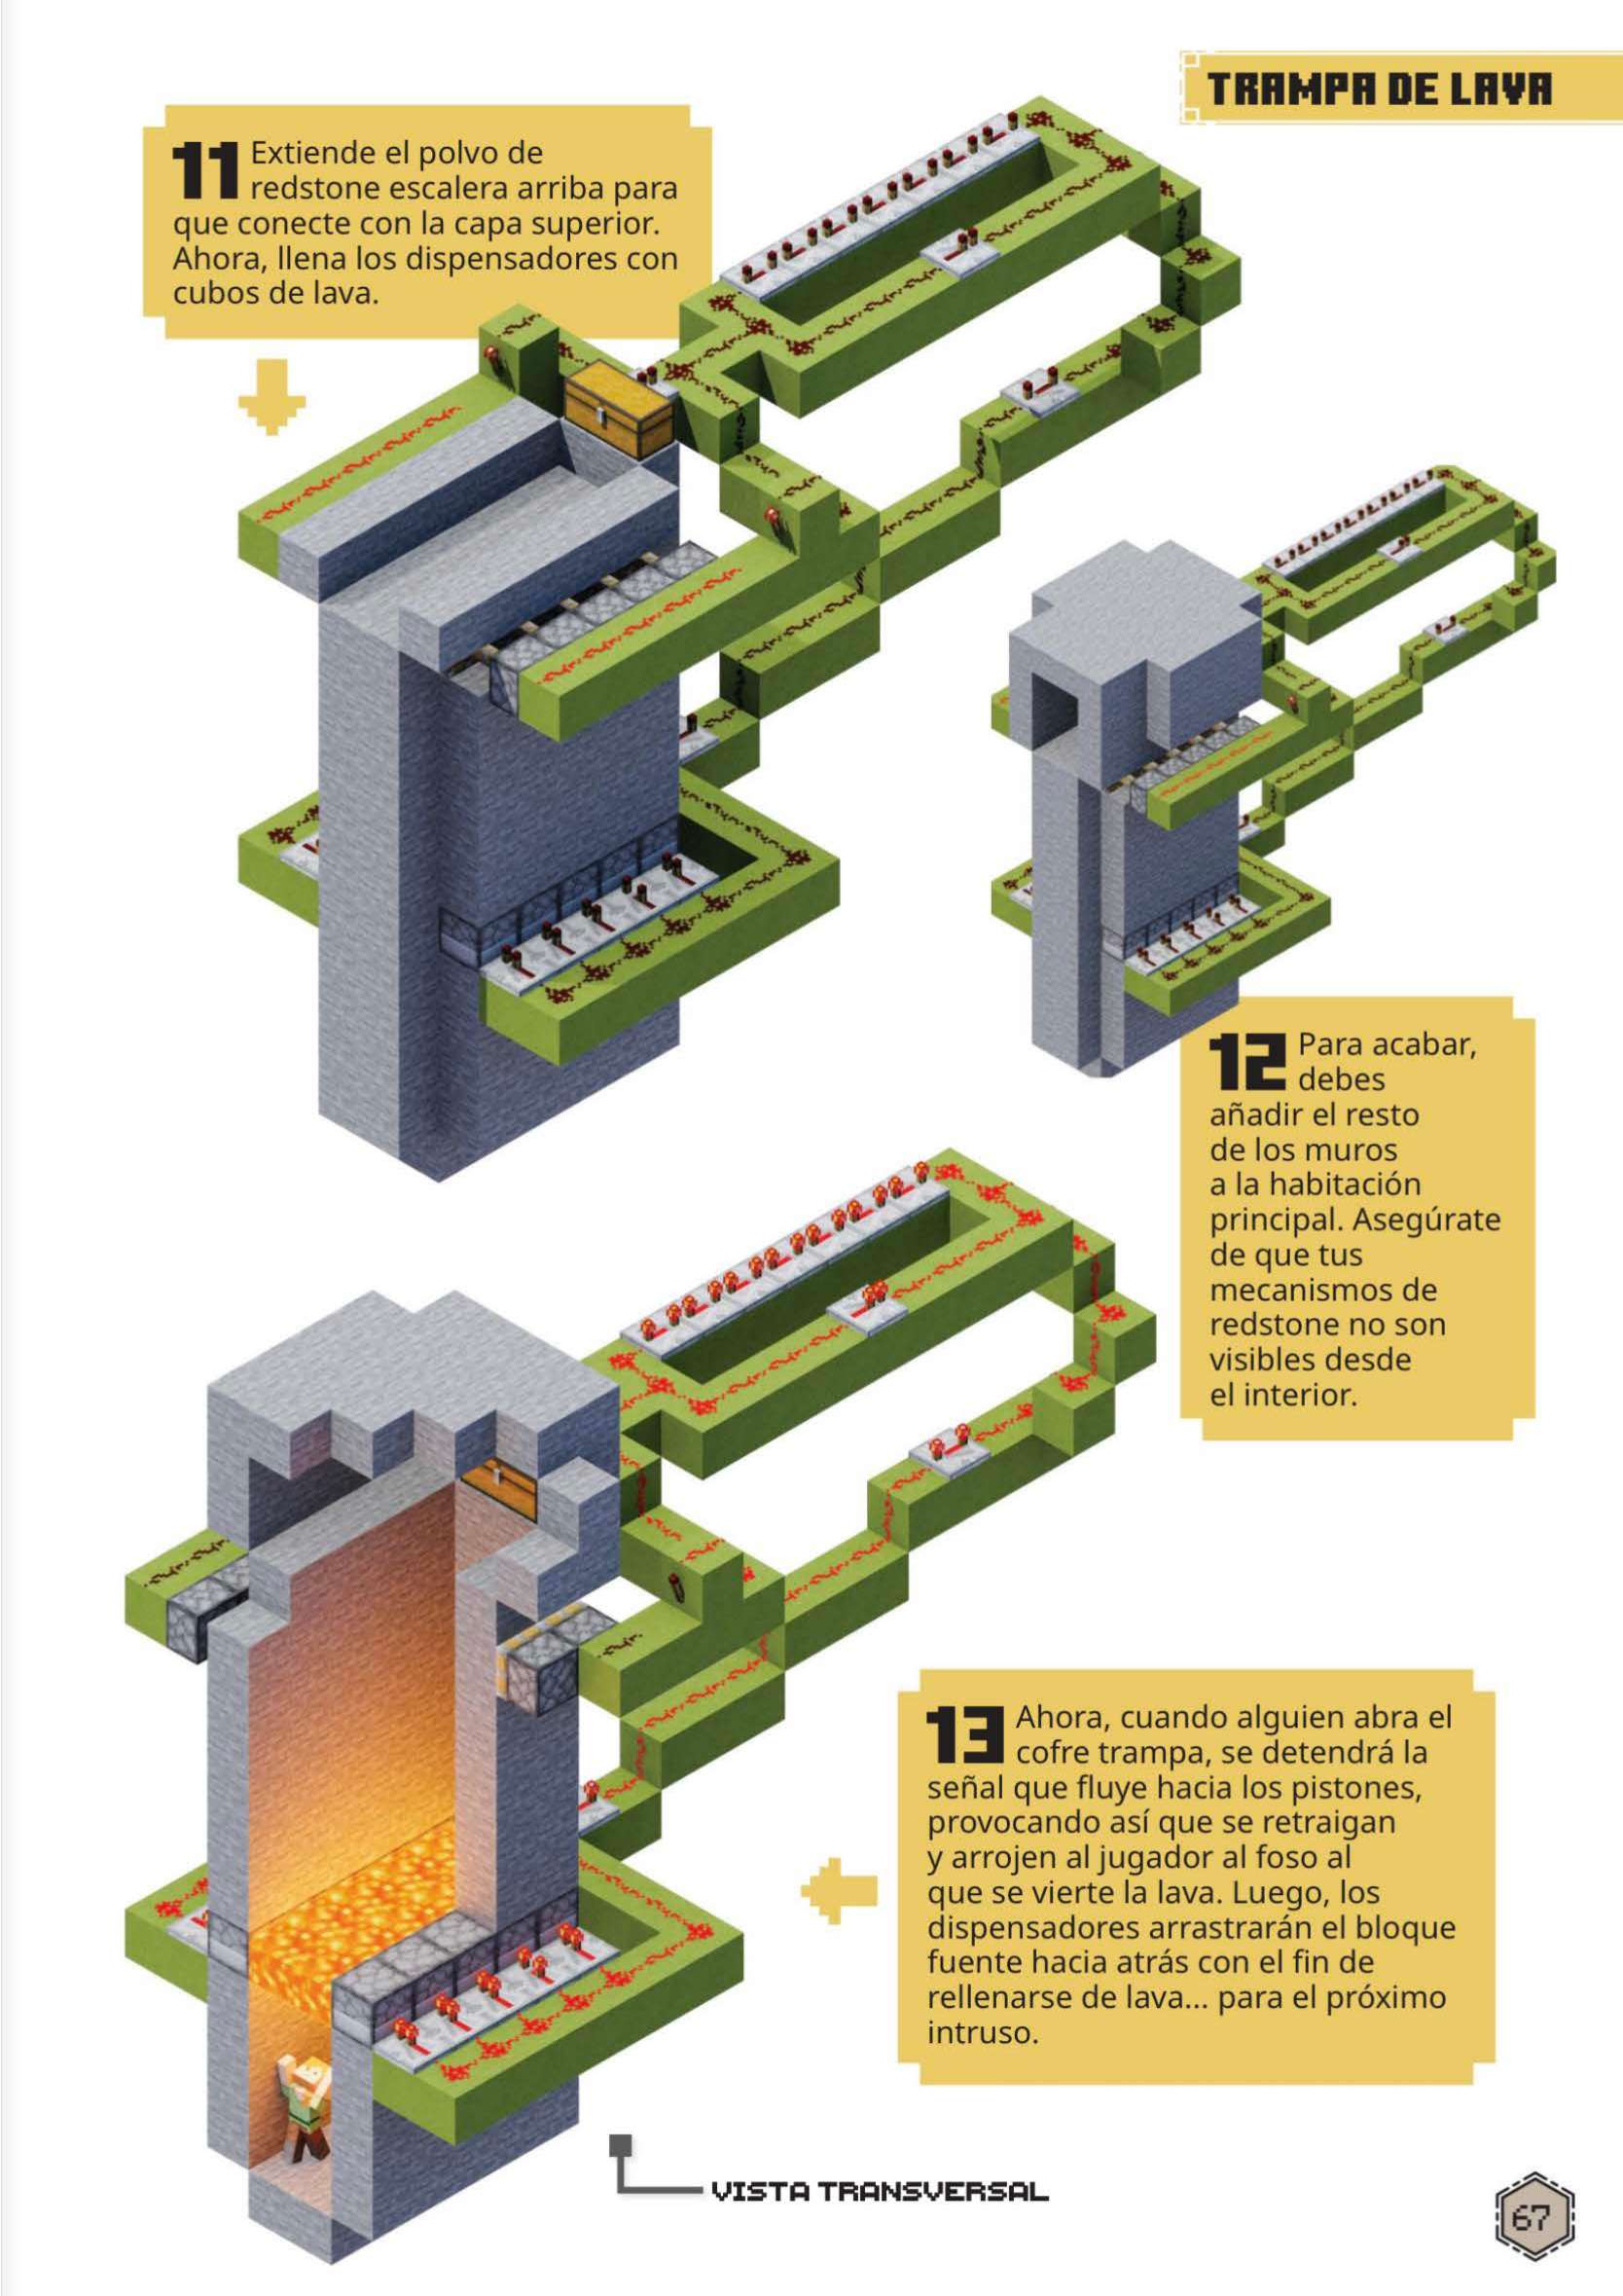 TRAMPA DE LAVA
11 Extiende el polvo de
redstone escalera arriba para
que conecte con la capa superior.
Ahora, llena los dispensadores con
cubos de lava.
12 Para acabar,
debes
añadir el resto
de los muros
a la habitación
principal. Asegúrate
de que tus
mecanismos de
redstone no son
visibles desde
el interior.
13 Ahora, cuando alguien abra el
cofre trampa, se detendrá la
señal que fluye hacia los pistones,
provocando así que se retraigan
y arrojen al jugador al foso al
que se vierte la lava. Luego, los
dispensadores arrastrarán el bloque
fuente hacia atrás con el fin de
rellenarse de lava... para el próximo
intruso.
VISTA TRANSVERSAL
67